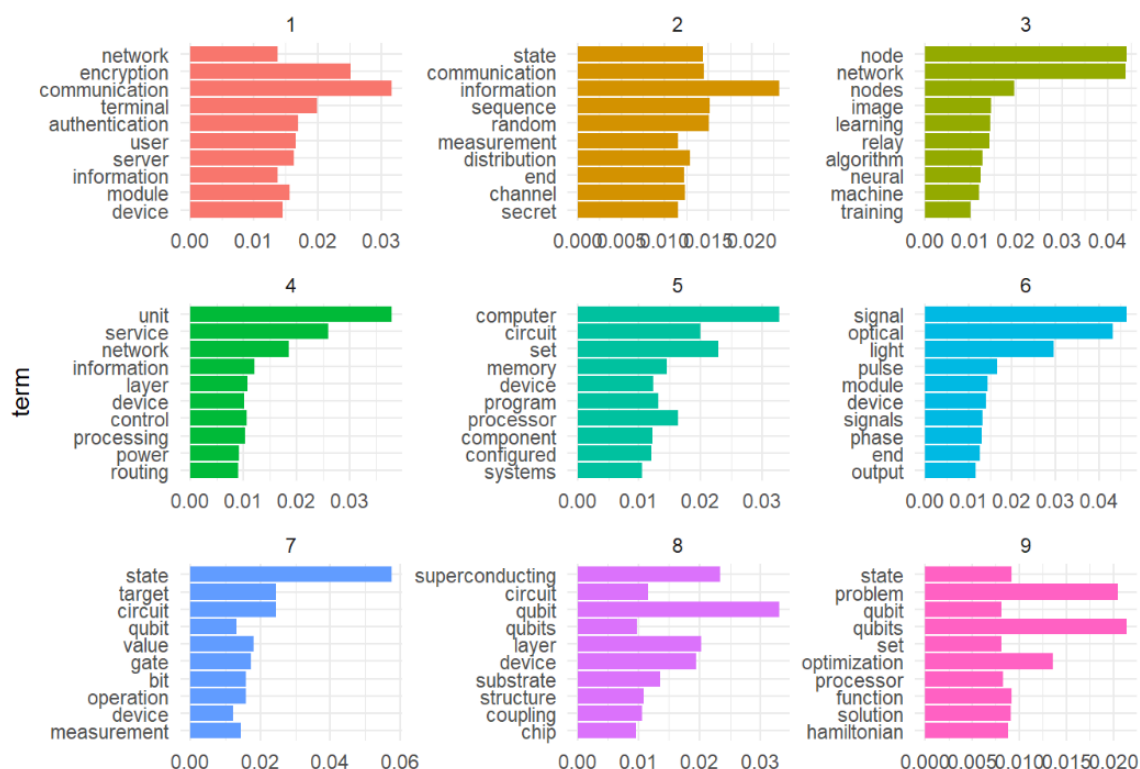 1
network
encryption
communication
terminal
authentication
user
server
information
module
device
0.00 0.01 0.02 0.03
2
state
communication
information
sequence
random
measurement
distribution
end
channel
secret
0.000 0.005 0.010 0.015 0.020
3
node
network
nodes
image
learning
relay
algorithm
neural
machine
training
0.00 0.01 0.02 0.03 0.04
term
4
unit
service
network
information
layer
device
control
processing
power
routing
0.00 0.01 0.02 0.03
5
computer
circuit
set
memory
device
program
processor
component
configured
systems
0.00 0.01 0.02 0.03
6
signal
optical
light
pulse
module
device
signals
phase
end
output
0.00 0.01 0.02 0.03 0.04
7
state
target
circuit
qubit
value
gate
bit
operation
device
measurement
0.00 0.02 0.04 0.06
8
superconducting
circuit
qubit
qubits
layer
device
substrate
structure
coupling
chip
0.00 0.01 0.02 0.03
9
state
problem
qubit
qubits
set
optimization
processor
function
solution
hamiltonian
0.000 0.005 0.010 0.015 0.020